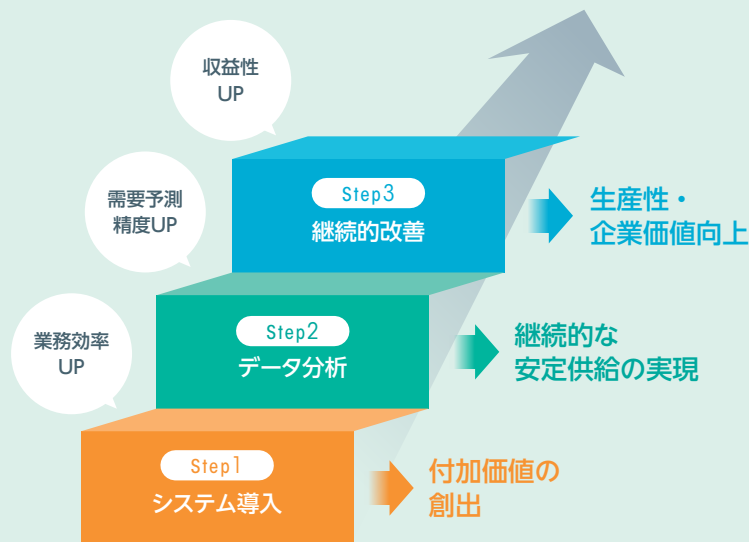 収益性
UP
Step3
継続的改善
生産性・
企業価値向上
需要予測
精度UP
Step2
データ分析
継続的な
安定供給の実現
業務効率
UP
Step1
システム導入
付加価値の
創出